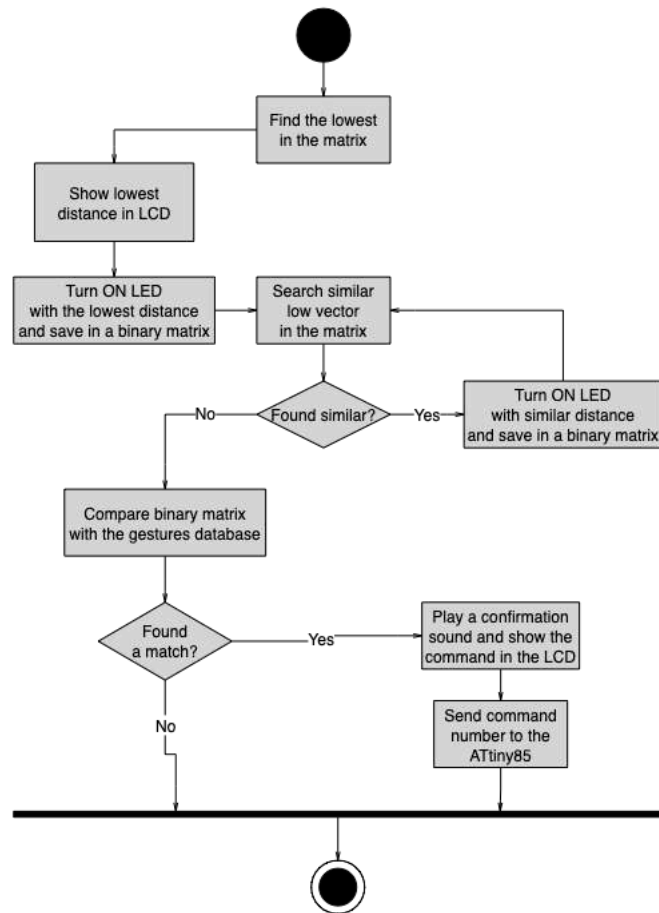 Find the lowest
in the matrix
Show lowest
distance in LCD
Turn ON LED
with the lowest distance
and save in a binary matrix
Search similar
low vector
in the matrix
Found similar?
No
Yes
Turn ON LED
with similar distance
and save in a binary matrix
Compare binary matrix
with the gestures database
Found
a match?
Yes
No
Play a confirmation
sound and show the
command in the LCD
Send command
number to the
ATtiny85